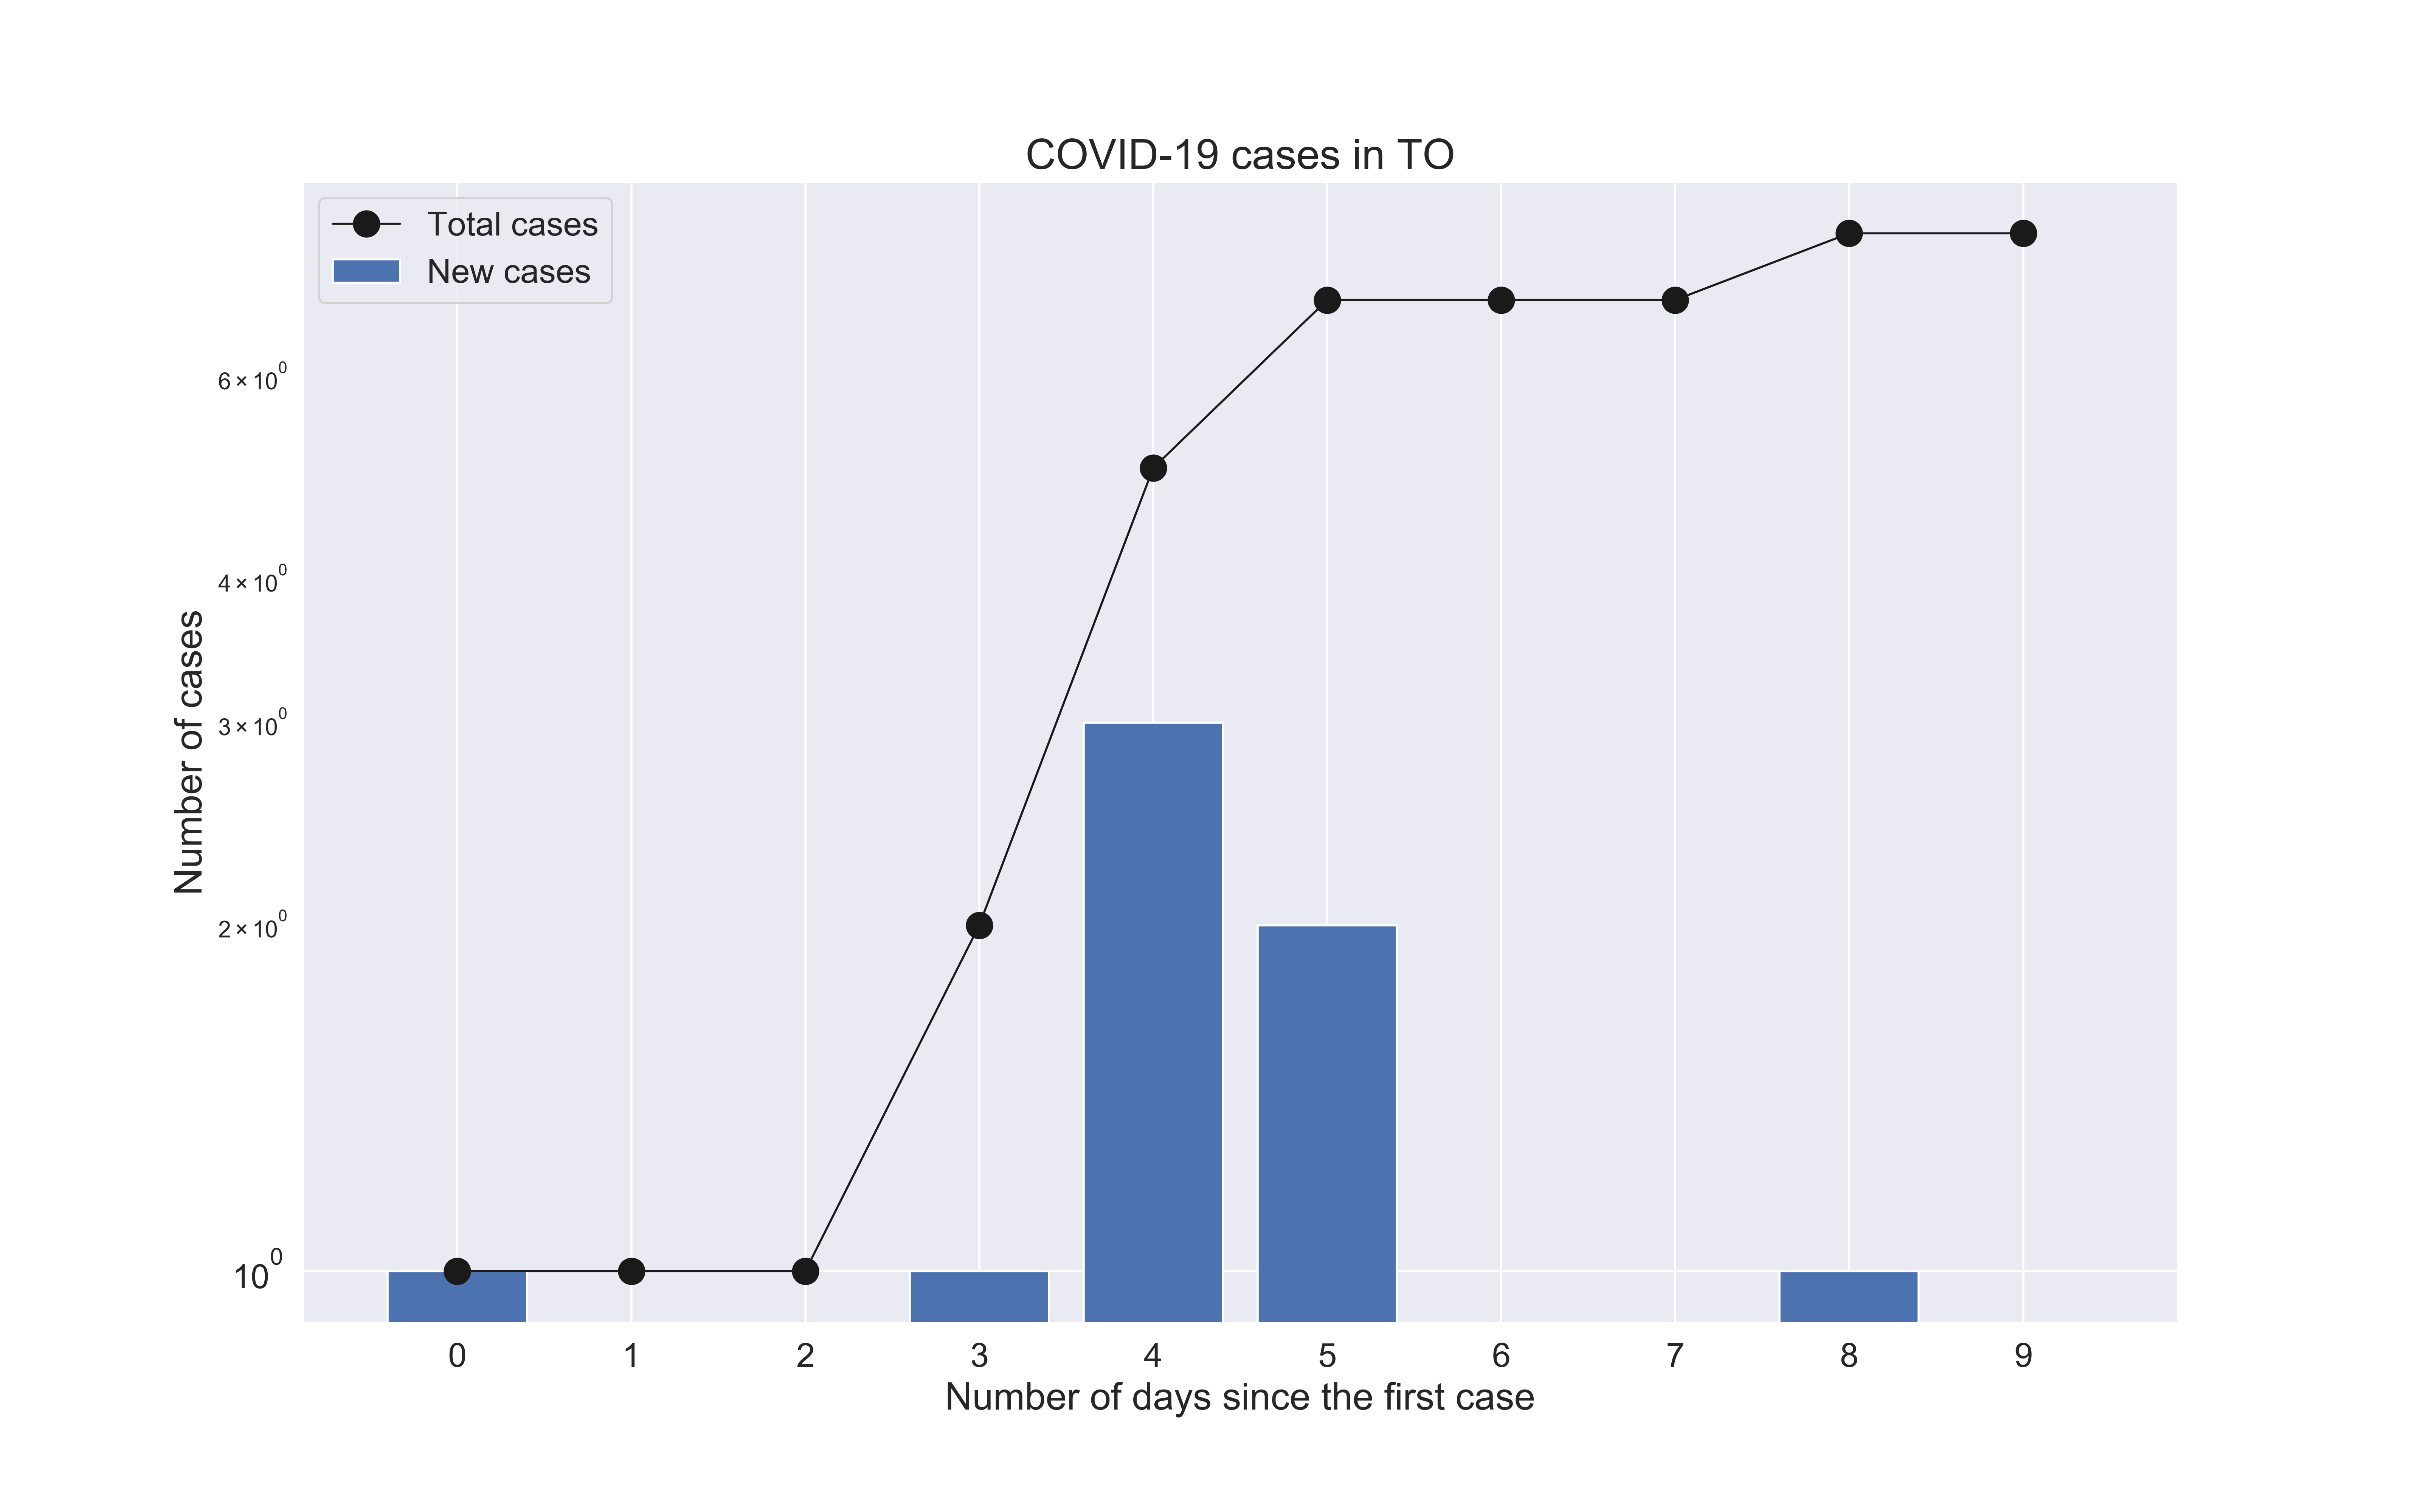 COVID-19 cases in TO
Total cases
New cases
6 × 10⁰
4 × 10⁰
3 × 10⁰
2 × 10⁰
10⁰
Number of cases
0 1 2 3 4 5 6 7 8 9
Number of days since the first case